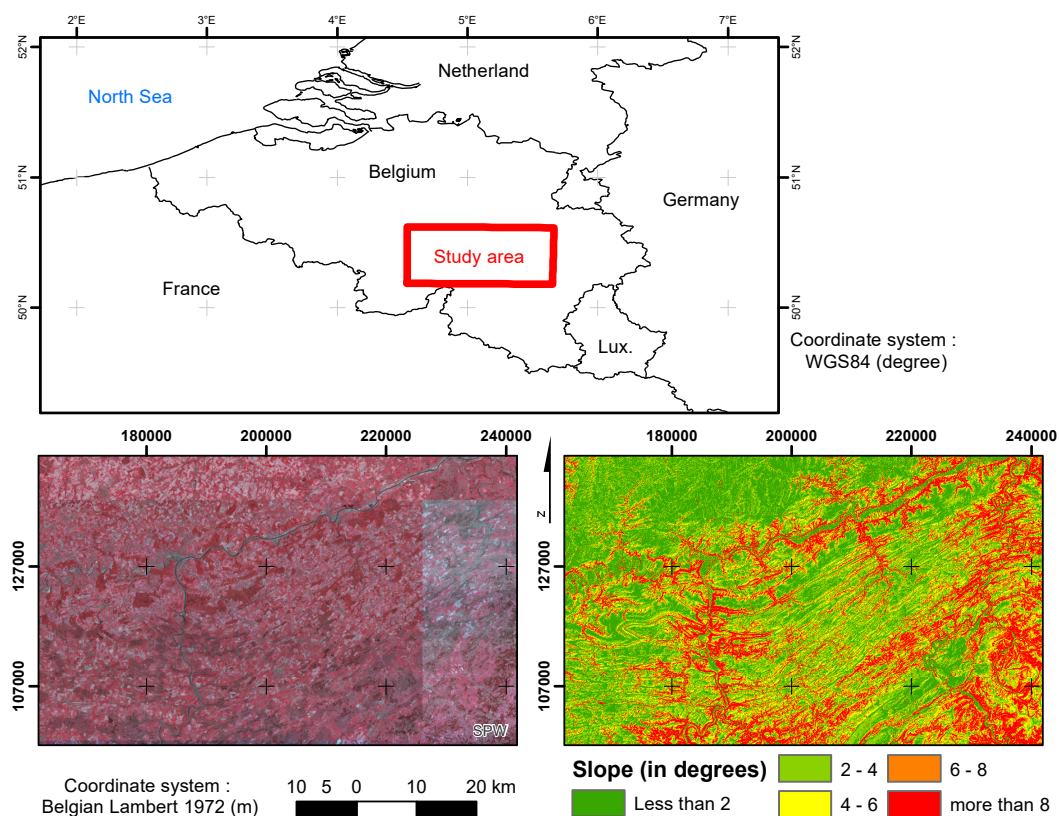 2°E 3°E 4°E 5°E 6°E 7°E
52°N 52°N
Netherland
North Sea
51°N 51°N
Belgium
Germany
Study area
France
50°N 50°N
Lux.
Coordinate system :
WGS84 (degree)
180000 200000 220000 240000
180000 200000 220000 240000
N
127000 127000
107000 107000
SPW
Coordinate system :
Belgian Lambert 1972 (m)
10 5 0 10 20 km
Slope (in degrees)
Less than 2
2 - 4
4 - 6
6 - 8
more than 8